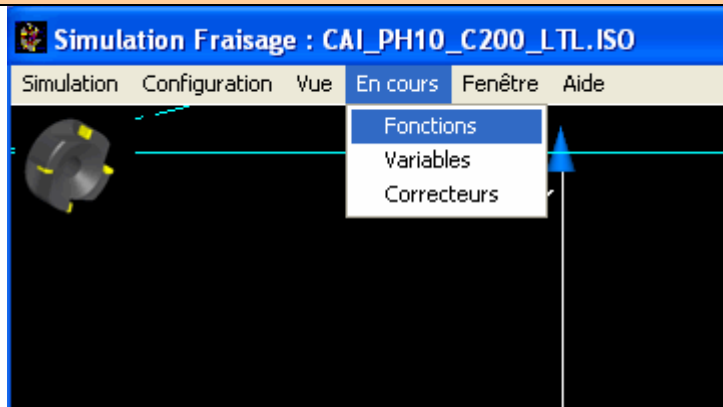 Simulation Fraisage : CAI_PH10_C200_LTL.ISO
Simulation Configuration Vue En cours Fenêtre Aide
Fonctions
Variables
Correcteurs